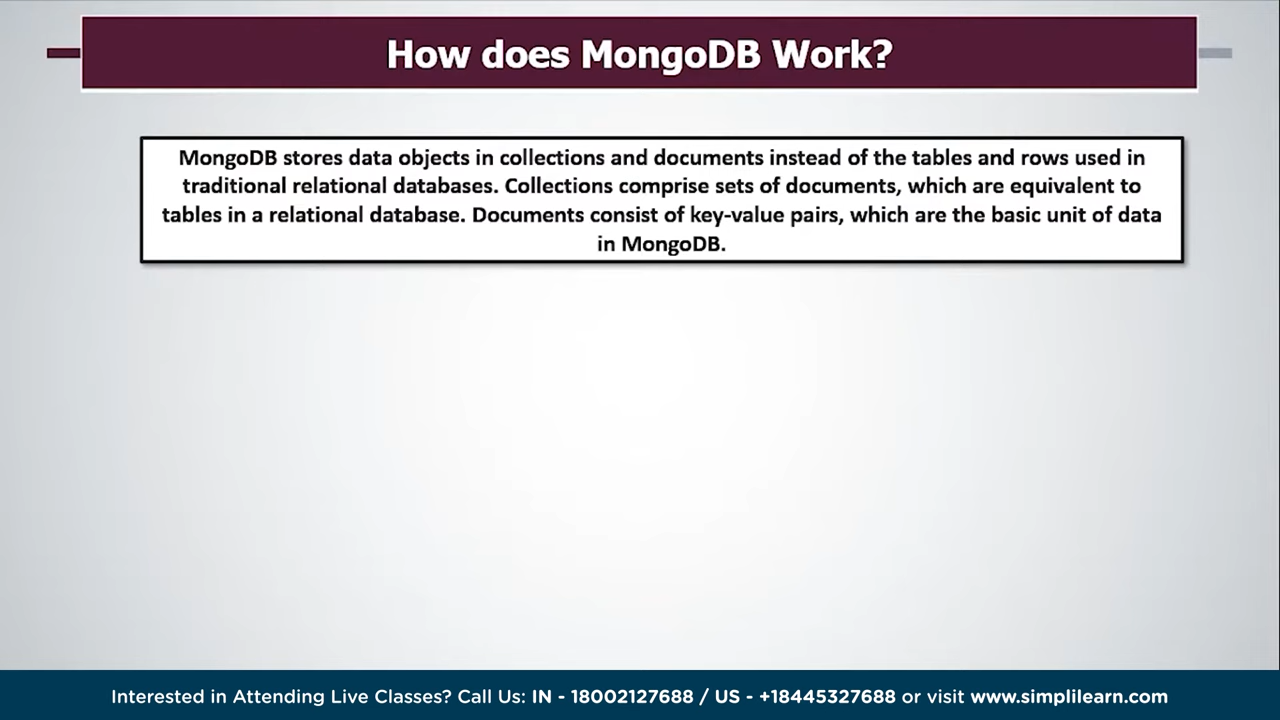 How does MongoDB Work?
MongoDB stores data objects in collections and documents instead of the tables and rows used in
traditional relational databases. Collections comprise sets of documents, which are equivalent to
tables in a relational database. Documents consist of key-value pairs, which are the basic unit of data
in MongoDB.
Interested in Attending Live Classes? Call Us: IN - 18002127688 / US - +18445327688 or visit www.simplilearn.com